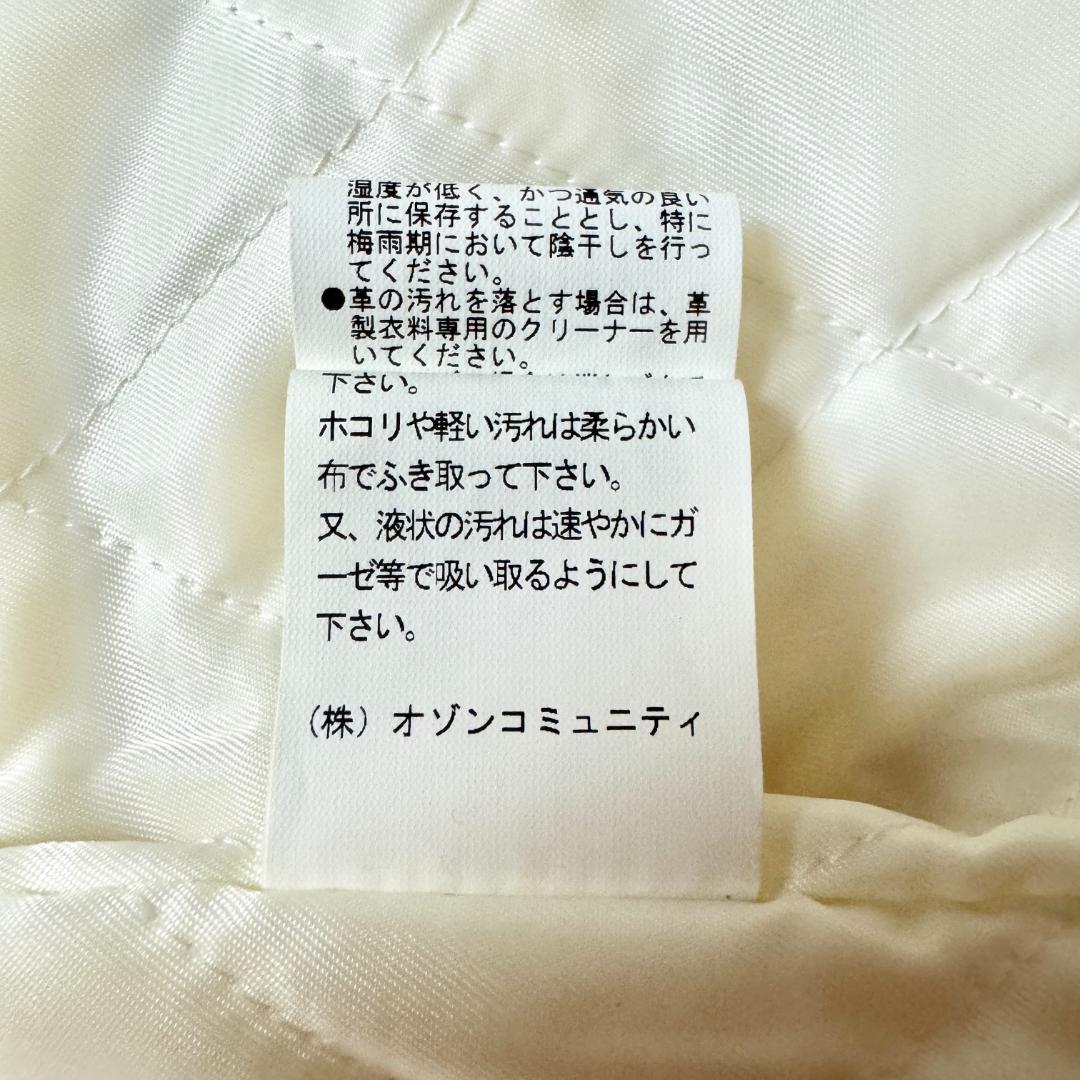 湿度が低く、かつ通気の良い
所に保存することとし、特に
梅雨期において陰干しを行っ
てください。
●革の汚れを落とす場合は、革
製衣料専用のクリーナーを用
いてください。
下さい。
ホコリや軽い汚れは柔らかい
布でふき取って下さい。
又、液状の汚れは速やかにガ
ーゼ等で吸い取るようにして
下さい。
(株) オゾンコミュニティ